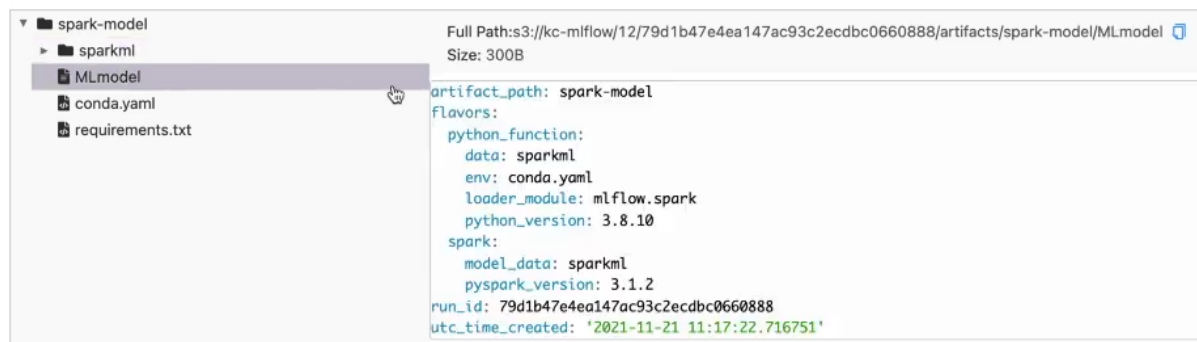 spark-model
sparkml
MLmodel
conda.yaml
requirements.txt
Full Path:s3://kc-mlflow/12/79d1b47e4ea147ac93c2ecdbc0660888/artifacts/spark-model/MLmodel
Size: 300B
artifact_path: spark-model
flavors:
  python_function:
    data: sparkml
    env: conda.yaml
    loader_module: mlflow.spark
    python_version: 3.8.10
  spark:
    model_data: sparkml
    pyspark_version: 3.1.2
run_id: 79d1b47e4ea147ac93c2ecdbc0660888
utc_time_created: '2021-11-21 11:17:22.716751'